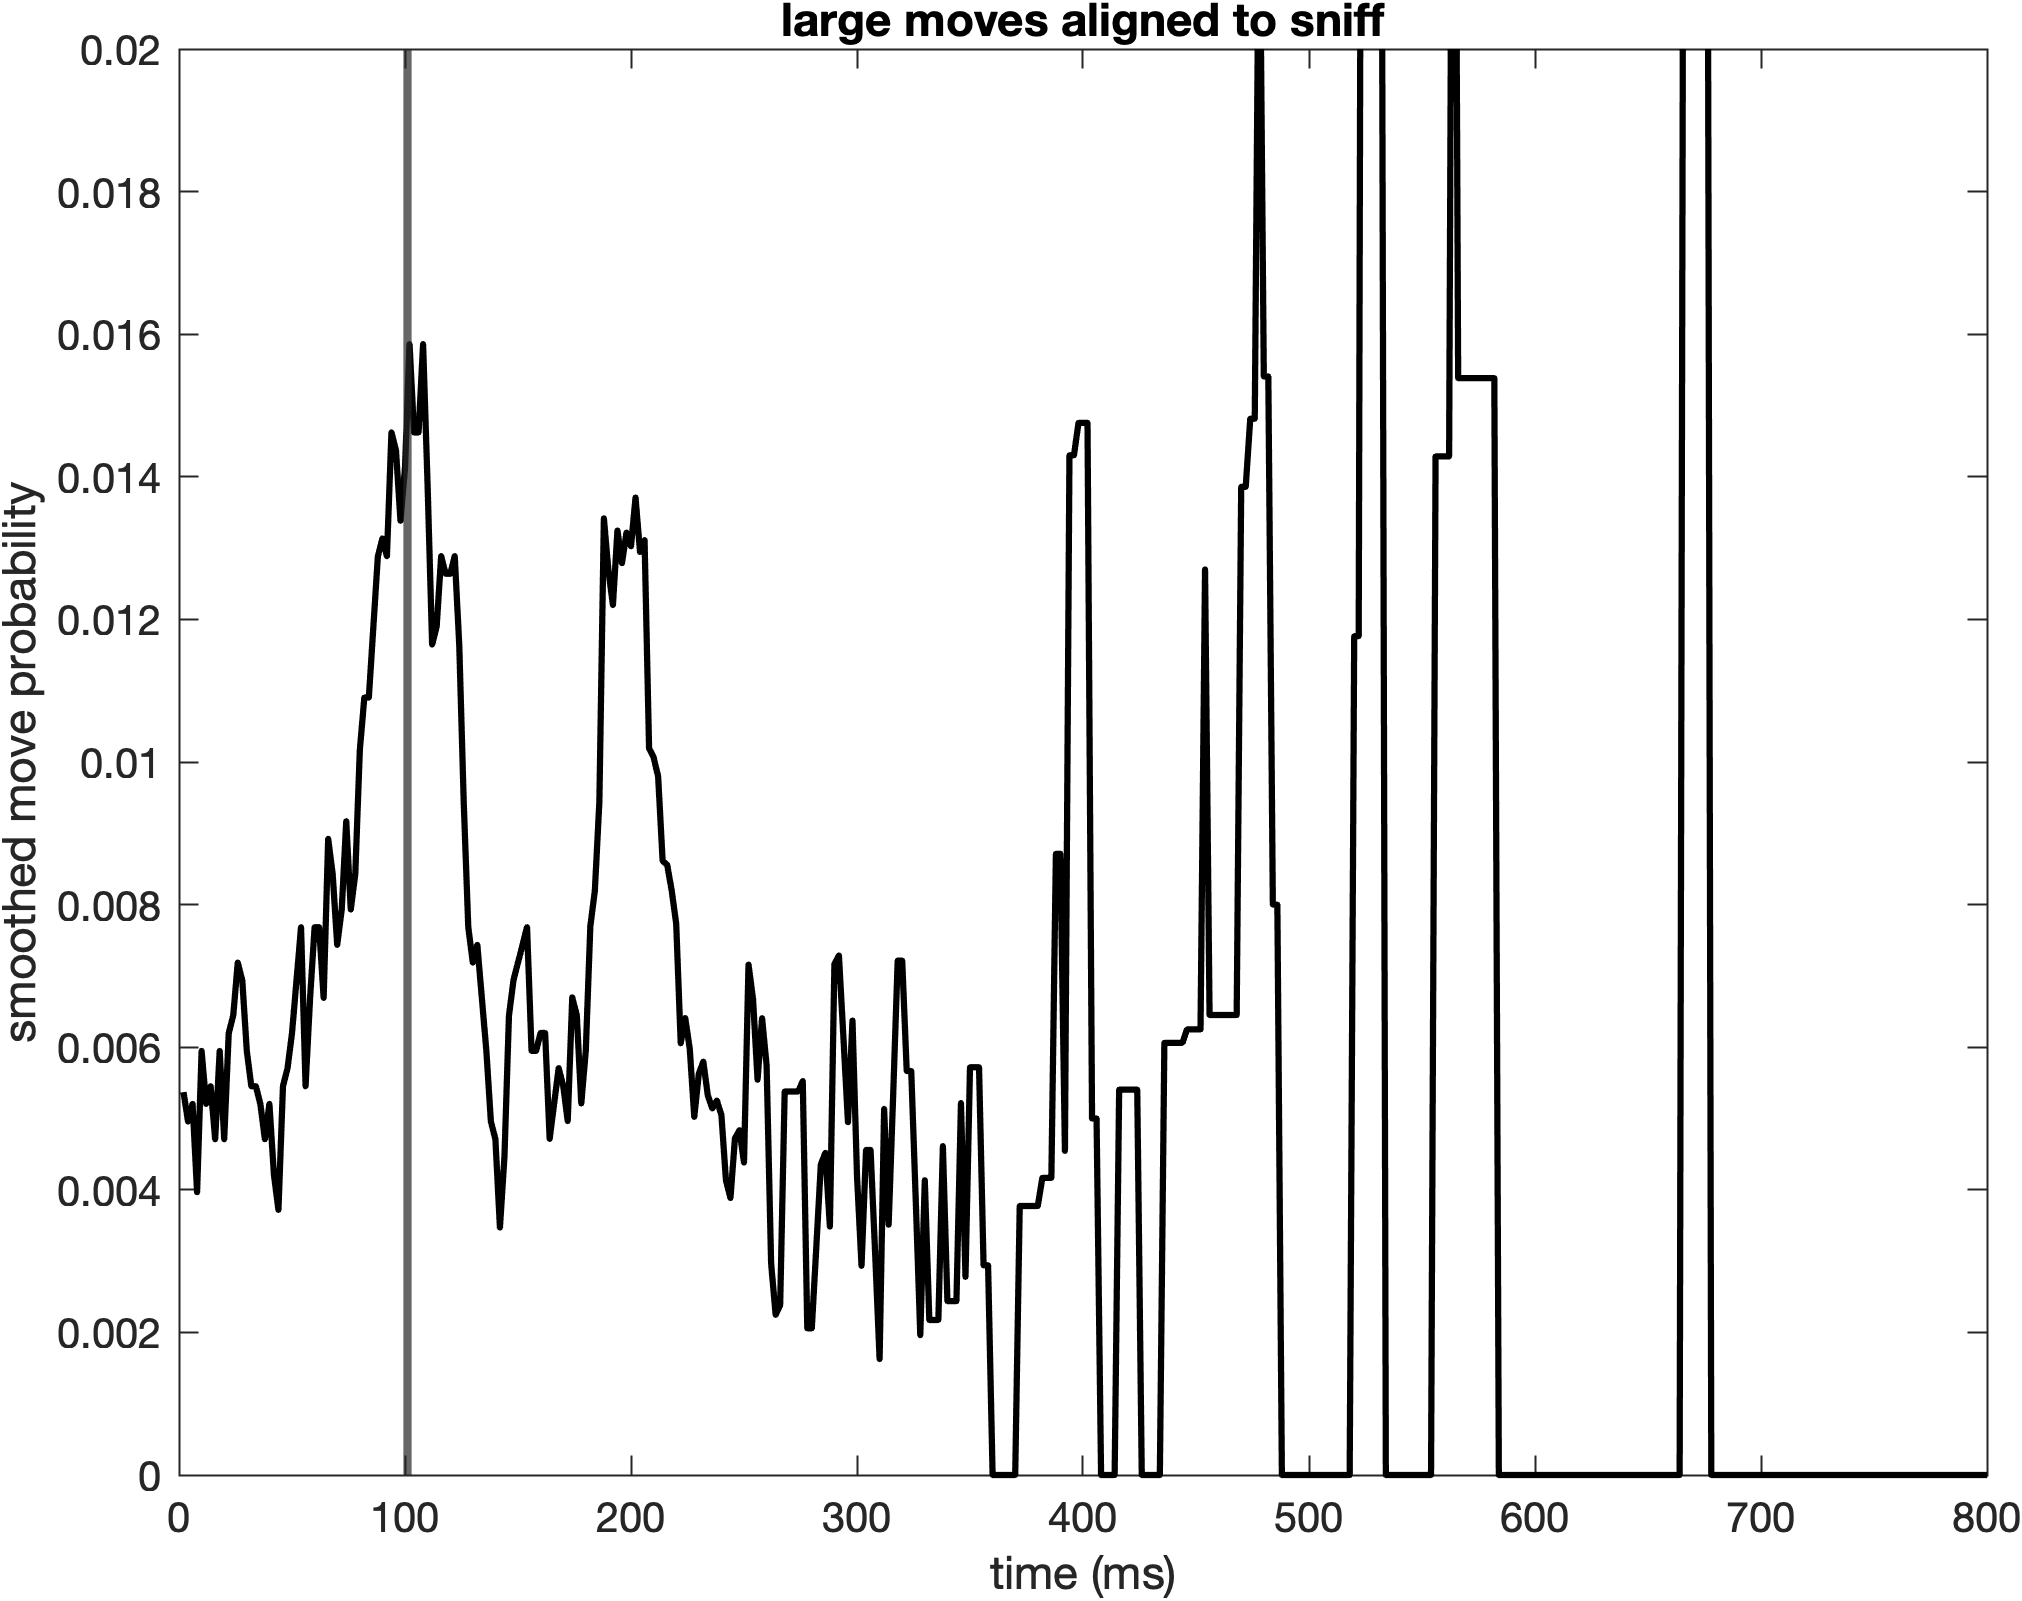 large moves aligned to sniff
0.02
0.018
0.016
0.014
0.012
0.01
0.008
0.006
0.004
0.002
0
smoothed move probability
0 100 200 300 400 500 600 700 800
time (ms)